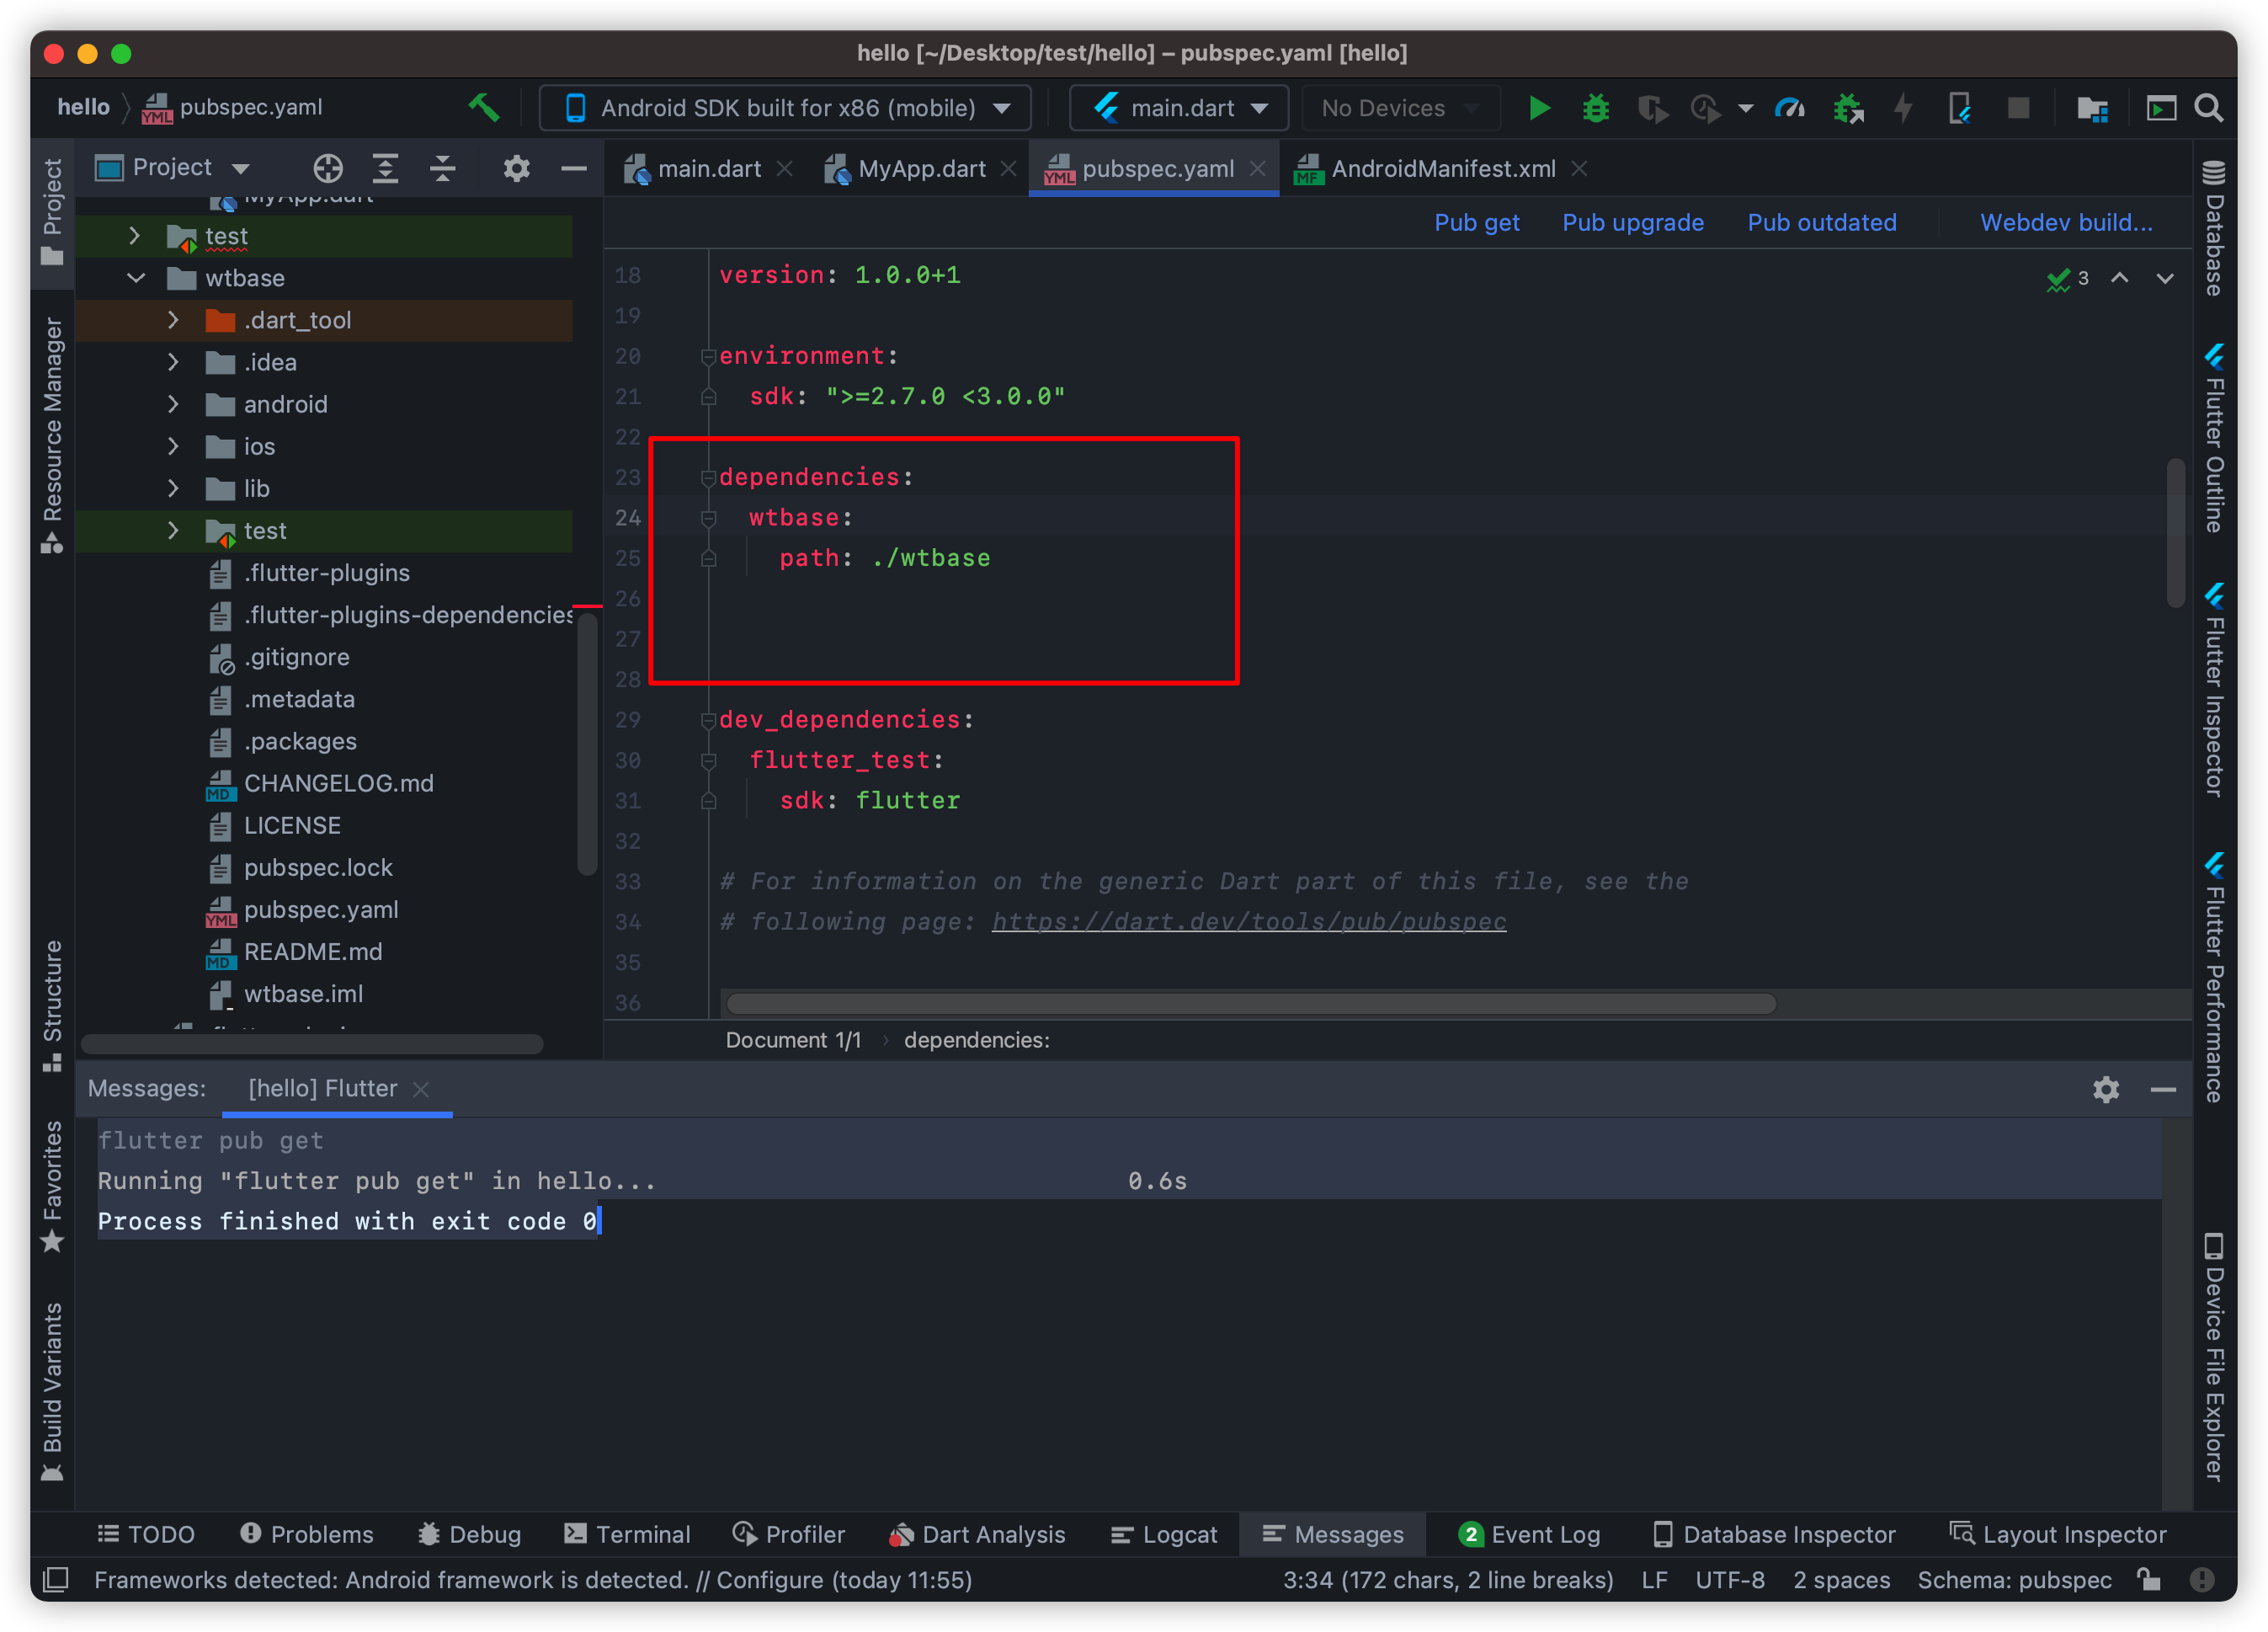 hello [~/Desktop/test/hello] – pubspec.yaml [hello]
hello
pubspec.yaml
Android SDK built for x86 (mobile)
main.dart
No Devices
Project
main.dart
MyApp.dart
pubspec.yaml
AndroidManifest.xml
Pub get
Pub upgrade
Pub outdated
Webdev build...
Project
Resource Manager
Structure
Favorites
Build Variants
MyApp.dart
test
wtbase
.dart_tool
.idea
android
ios
lib
test
.flutter-plugins
.flutter-plugins-dependencies
.gitignore
.metadata
.packages
CHANGELOG.md
LICENSE
pubspec.lock
pubspec.yaml
README.md
wtbase.iml
3
18 version: 1.0.0+1
19
20 environment:
21 sdk: ">=2.7.0 <3.0.0"
22
23 dependencies:
24 wtbase:
25 path: ./wtbase
26
27
28
29 dev_dependencies:
30 flutter_test:
31 sdk: flutter
32
33 # For information on the generic Dart part of this file, see the
34 # following page: https://dart.dev/tools/pub/pubspec
35
36
Document 1/1
dependencies:
Database
Flutter Outline
Flutter Inspector
Flutter Performance
Device File Explorer
Messages:
[hello] Flutter
flutter pub get
Running "flutter pub get" in hello... 0.6s
Process finished with exit code 0
TODO
Problems
Debug
Terminal
Profiler
Dart Analysis
Logcat
Messages
2 Event Log
Database Inspector
Layout Inspector
Frameworks detected: Android framework is detected. // Configure (today 11:55)
3:34 (172 chars, 2 line breaks)
LF
UTF-8
2 spaces
Schema: pubspec